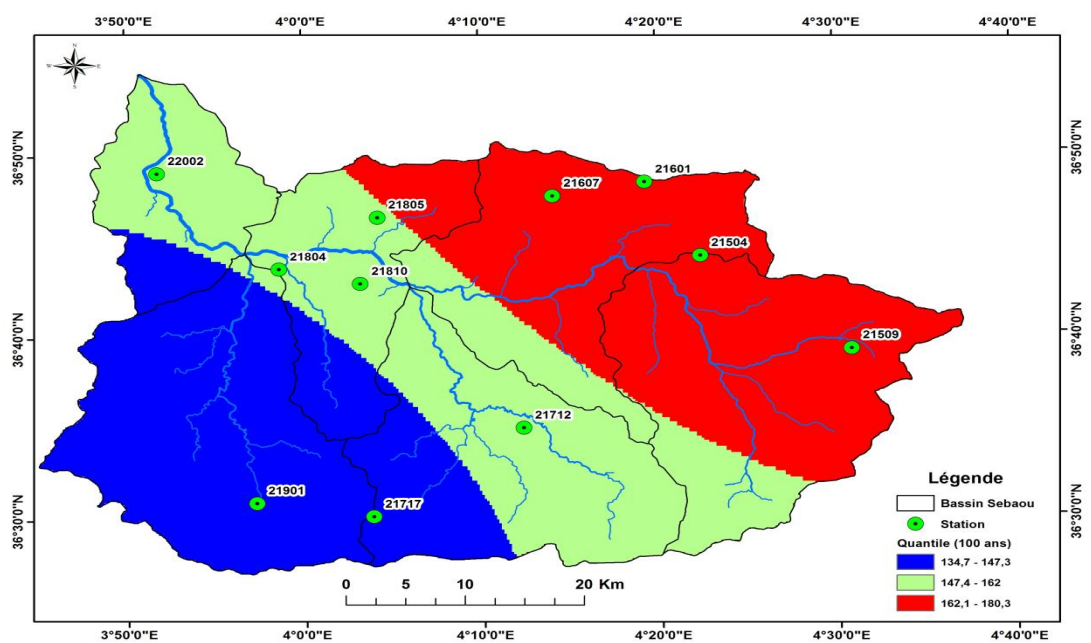 3°50'0"E 4°00'0"E 4°10'0"E 4°20'0"E 4°30'0"E 4°40'0"E
N
W E
S
36°50'0"N 36°50'0"N
22002
21601
21607
21805
21504
21804
21810
36°40'0"N 36°40'0"N
21509
21712
21901
21717
36°30'0"N 36°30'0"N
Légende
Bassin Sebaou
Station
Quantile (100 ans)
134,7 - 147,3
147,4 - 162
162,1 - 180,3
0 5 10 20 Km
3°50'0"E 4°00'0"E 4°10'0"E 4°20'0"E 4°30'0"E 4°40'0"E